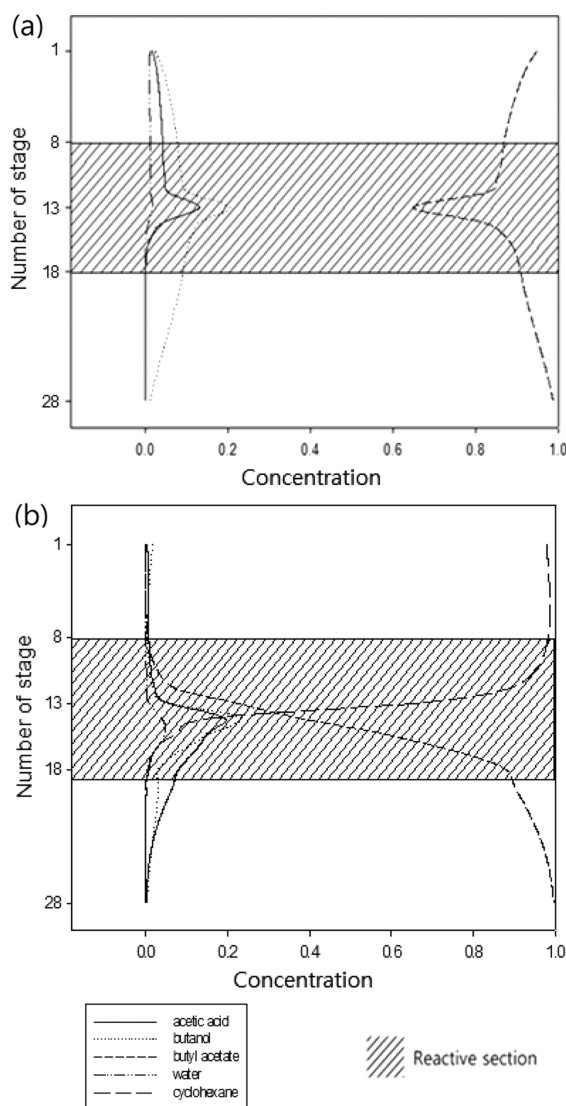 (a)
1
8
13
18
28
Number of stage
0.0 0.2 0.4 0.6 0.8 1.0
Concentration
(b)
1
8
13
18
28
Number of stage
0.0 0.2 0.4 0.6 0.8 1.0
Concentration
acetic acid
butanol
butyl acetate
water
cyclohexane
Reactive section